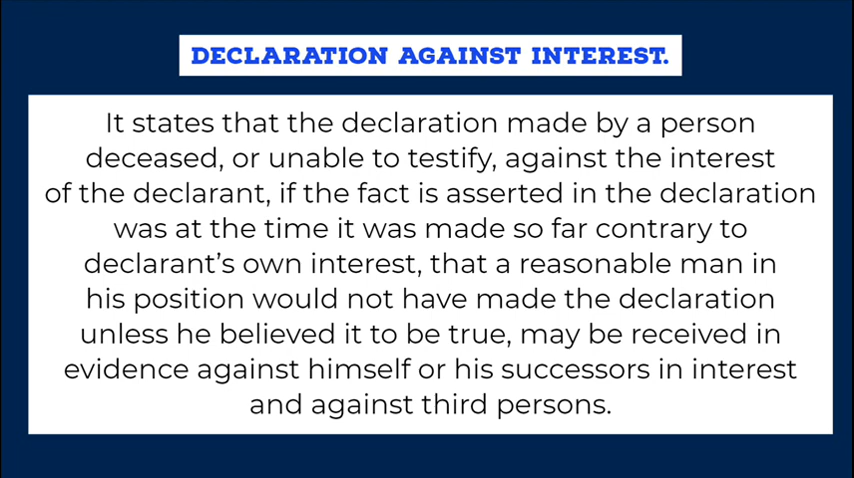 DECLARATION AGAINST INTEREST.
It states that the declaration made by a person
deceased, or unable to testify, against the interest
of the declarant, if the fact is asserted in the declaration
was at the time it was made so far contrary to
declarant’s own interest, that a reasonable man in
his position would not have made the declaration
unless he believed it to be true, may be received in
evidence against himself or his successors in interest
and against third persons.